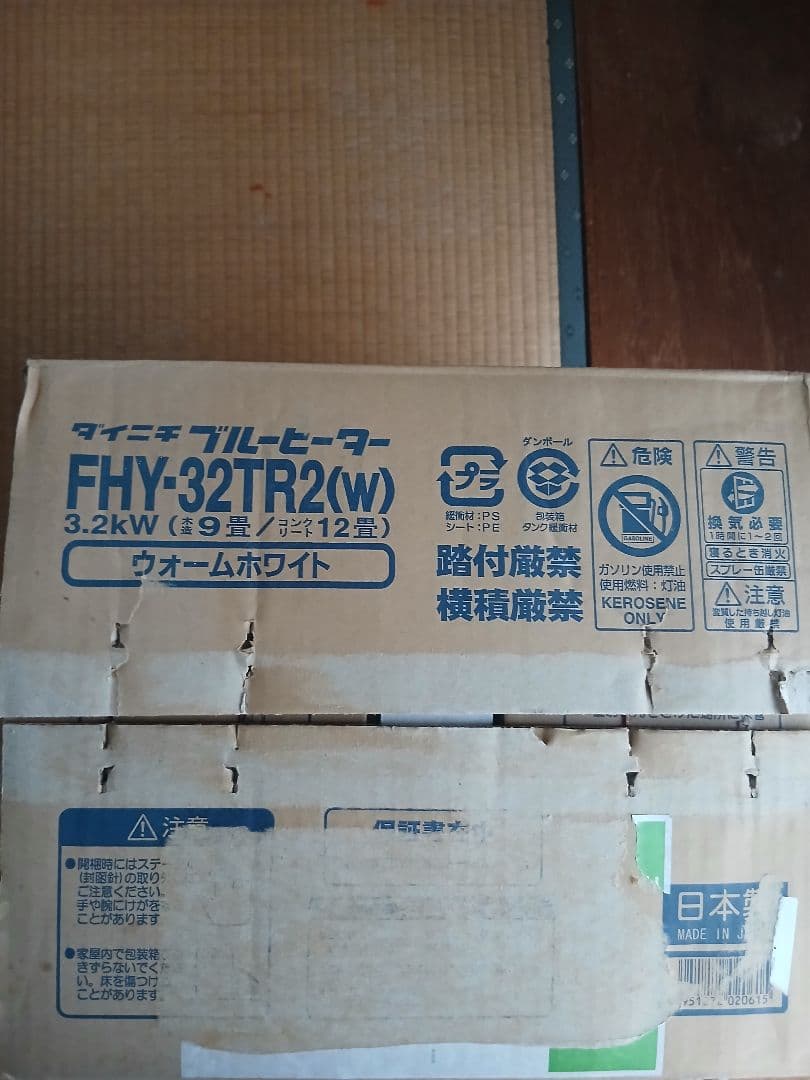 ダイニチ ブルーヒーター
FHY-32TR2(W)
3.2kW (木造9畳/コンクリート12畳)
ウォームホワイト
プラ
緩衝材:PS
シート:PE
ダンボール
包装箱
タンク緩衝材
踏付厳禁
横積厳禁
危険
GASOLINE
ガソリン使用禁止
使用燃料:灯油
KEROSENE
ONLY
警告
換気必要
1時間に1~2回
寝るとき消火
スプレー缶厳禁
注意
変質した持ち越し灯油
使用厳禁
注意
●開梱時にはステー
(封函針)の取り
ご注意ください。
手や腕にけがを
ことがあります
●家屋内で包装箱
きずらないでく
い。床を傷つけ
ことがあります
保証書在中
日本製
MADE IN J
020615